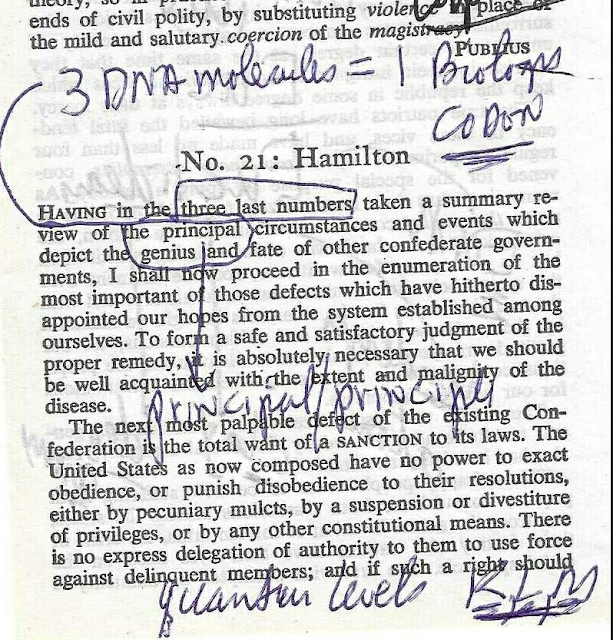 theory, so in pract
ends of civil polity, by substituting violence place of
the mild and salutary coercion of the magistracy.
PUBLIUS
3 DNA molecules = 1 Biologic
CODON
No. 21: Hamilton
HAVING in the three last numbers taken a summary re-
view of the principal circumstances and events which
depict the genius and fate of other confederate govern-
ments, I shall now proceed in the enumeration of the
most important of those defects which have hitherto dis-
appointed our hopes from the system established among
ourselves. To form a safe and satisfactory judgment of the
proper remedy, it is absolutely necessary that we should
be well acquainted with the extent and malignity of the
disease.
principal/principle
The next most palpable defect of the existing Con-
federation is the total want of a SANCTION to its laws. The
United States as now composed have no power to exact
obedience, or punish disobedience to their resolutions,
either by pecuniary mulcts, by a suspension or divestiture
of privileges, or by any other constitutional means. There
is no express delegation of authority to them to use force
against delinquent members; and if such a right should
quantum levels K L M